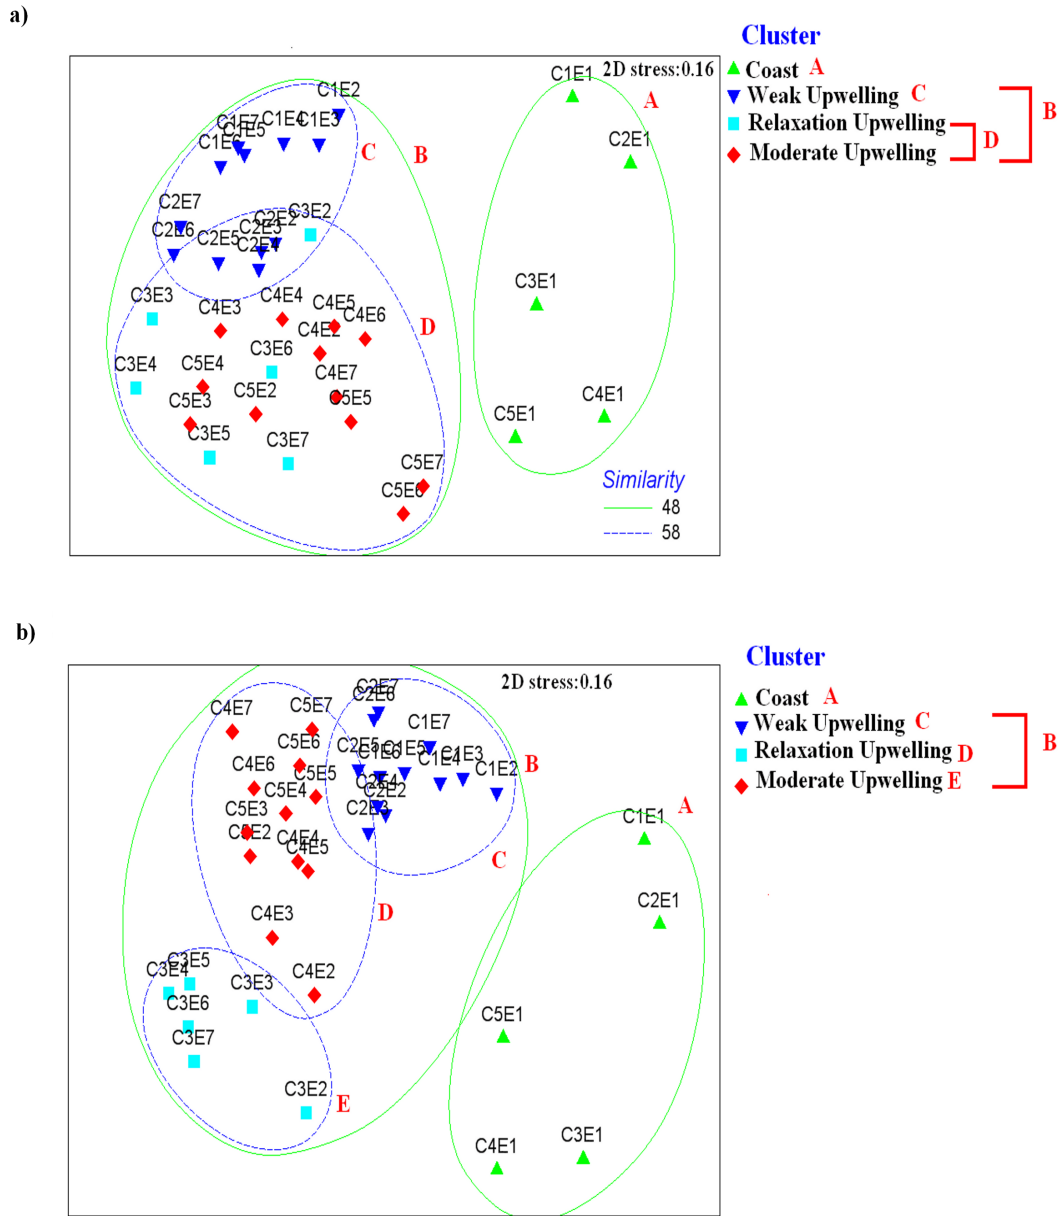 a)
Cluster
Coast A
Weak Upwelling C
Relaxation Upwelling
Moderate Upwelling
D
B
2D stress:0.16
C1E1
A
C2E1
C1E2
C1E7
C1E4
C1E3
C1E5
C1E6
C
B
C2E7
C2E6
C2E5
C2E2
C2E3
C2E4
C3E2
C3E1
C3E3
C4E3
C4E4
C4E5
C4E6
C4E2
D
C3E4
C5E4
C3E6
C4E7
C5E3
C5E2
C5E5
C4E1
C5E1
C3E5
C3E7
C5E7
C5E6
Similarity
48
58
b)
Cluster
Coast A
Weak Upwelling C
Relaxation Upwelling D
Moderate Upwelling E
B
2D stress:0.16
C4E7
C5E7
C2E7
C2E6
C1E7
C5E6
C2E5
C1E6
C1E5
C1E4
C1E3
C1E2
B
C4E6
C5E5
C5E4
C2E4
C2E2
C2E3
C5E3
C5E2
C4E4
C4E5
C
A
C1E1
C2E1
C4E3
D
C4E2
C3E5
C3E4
C3E3
C3E6
C3E7
C3E2
E
C5E1
C4E1
C3E1